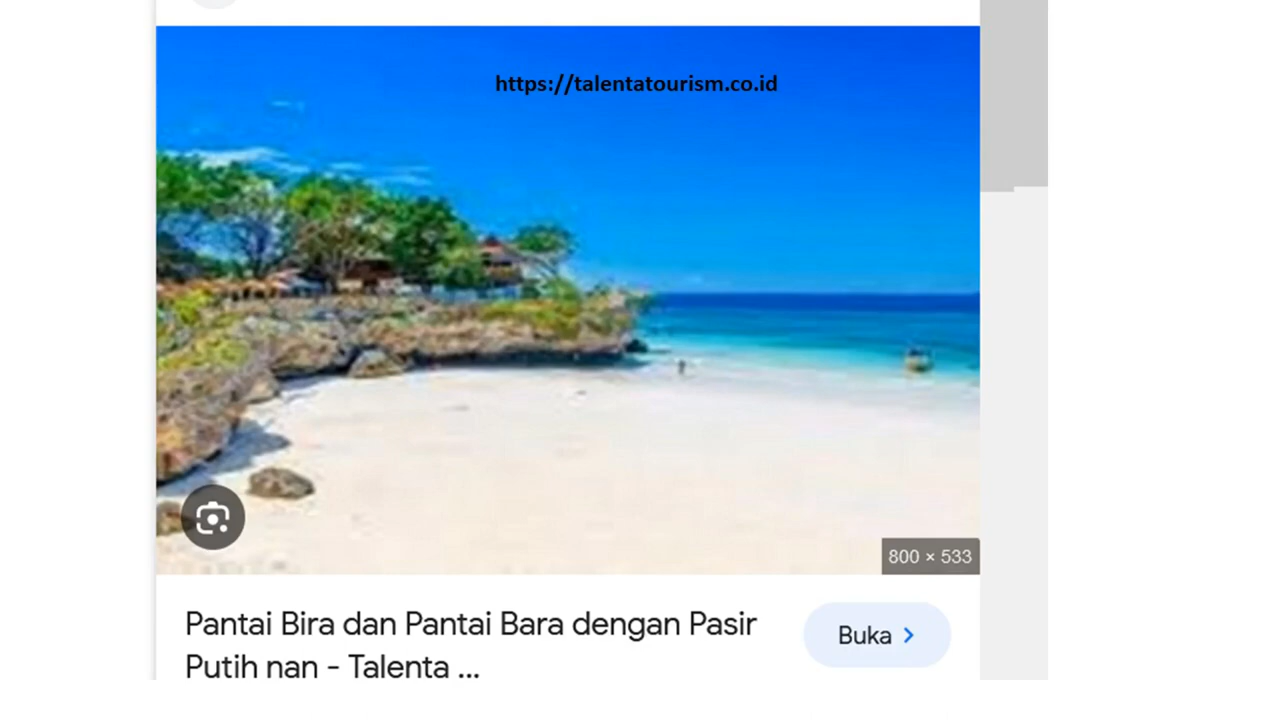 https://talentatourism.co.id
800 × 533
Pantai Bira dan Pantai Bara dengan Pasir
Putih nan - Talenta ...
Buka